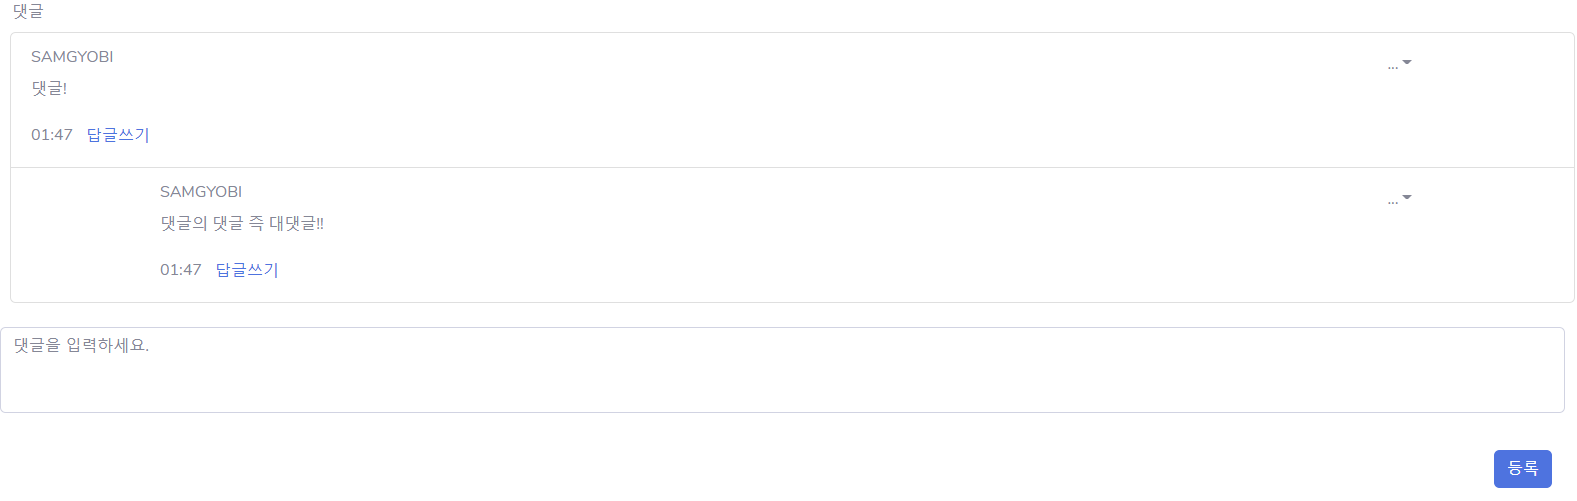 댓글
SAMGYOBI
...
댓글!
01:47 답글쓰기
SAMGYOBI
...
댓글의 댓글 즉 대댓글!!
01:47 답글쓰기
댓글을 입력하세요.
등록